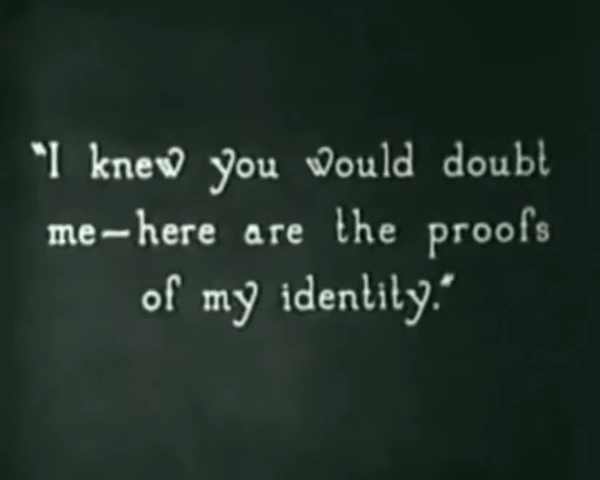 "I knew you would doubt
me—here are the proofs
of my identity."